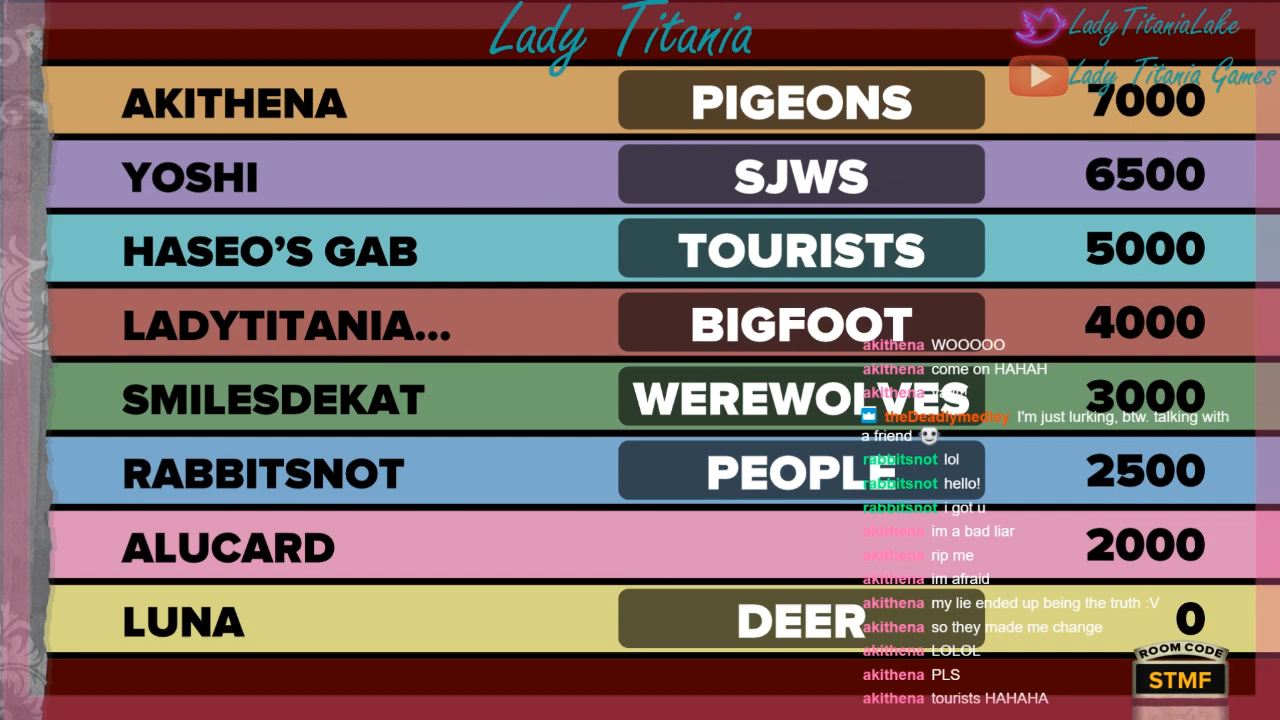 Lady Titania
LadyTitaniaLake
Lady Titania Games
AKITHENA PIGEONS 7000
YOSHI SJWS 6500
HASEO'S GAB TOURISTS 5000
LADYTITANIA... BIGFOOT 4000
SMILESDEKAT WEREWOLVES 3000
RABBITSNOT PEOPLE 2500
ALUCARD 2000
LUNA DEER 0
akithena WOOOOO
akithena come on HAHAH
akithena
theDeadlymedley I'm just lurking, btw. talking with
a friend
rabbitsnot lol
rabbitsnot hello!
rabbitsnot i got u
akithena im a bad liar
akithena rip me
akithena im afraid
akithena my lie ended up being the truth :V
akithena so they made me change
akithena LOLOL
akithena PLS
akithena tourists HAHAHA
ROOM CODE
STMF